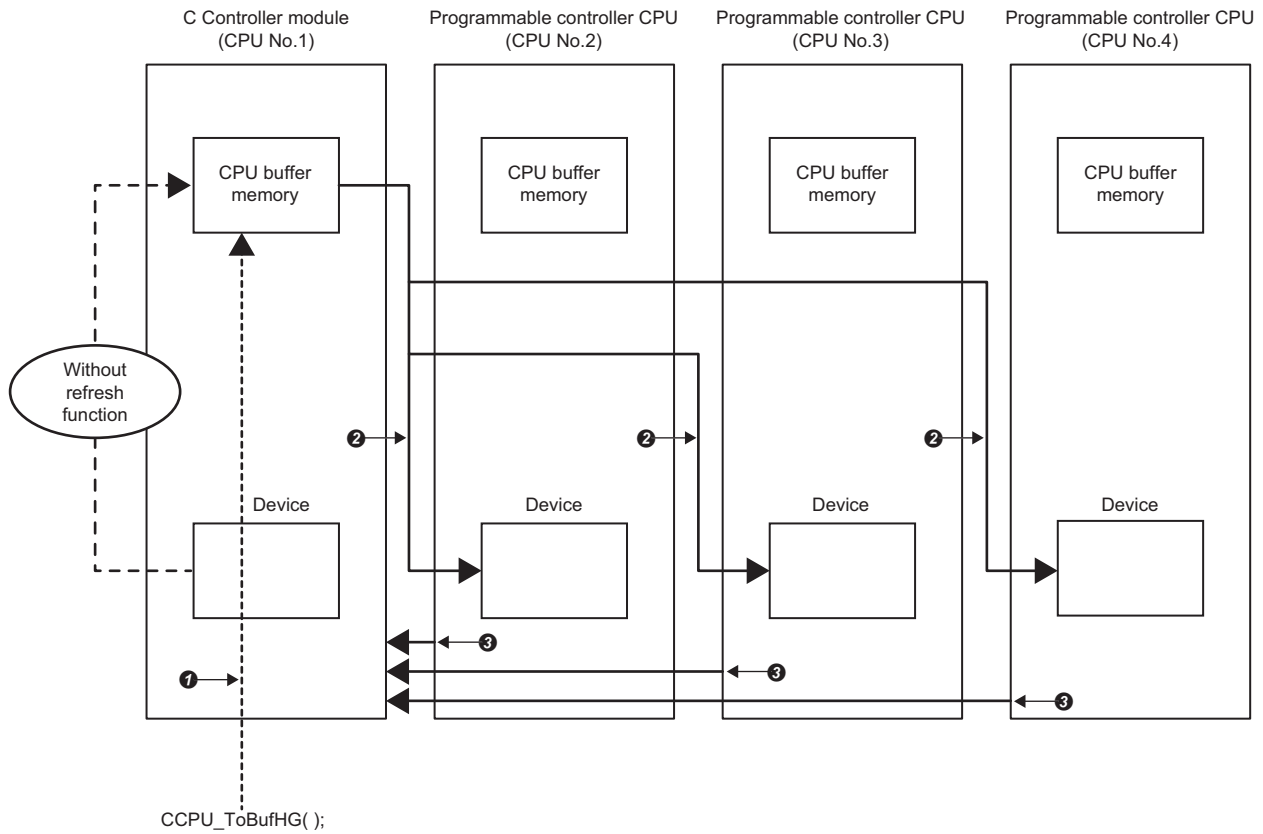 C Controller module
(CPU No.1)
Programmable controller CPU
(CPU No.2)
Programmable controller CPU
(CPU No.3)
Programmable controller CPU
(CPU No.4)
CPU buffer
memory
CPU buffer
memory
CPU buffer
memory
CPU buffer
memory
Without
refresh
function
2
2
2
Device
Device
Device
Device
3
3
1
3
CCPU_ToBufHG( );